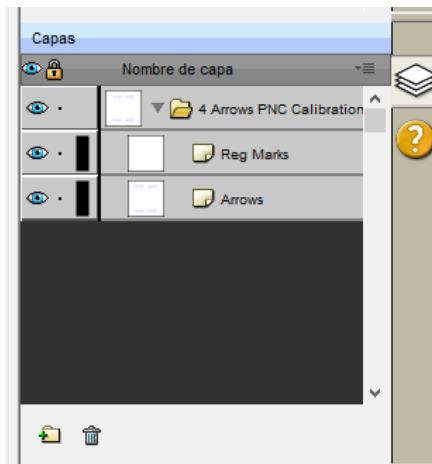 Capas
Nombre de capa
4 Arrows PNC Calibration
Reg Marks
Arrows